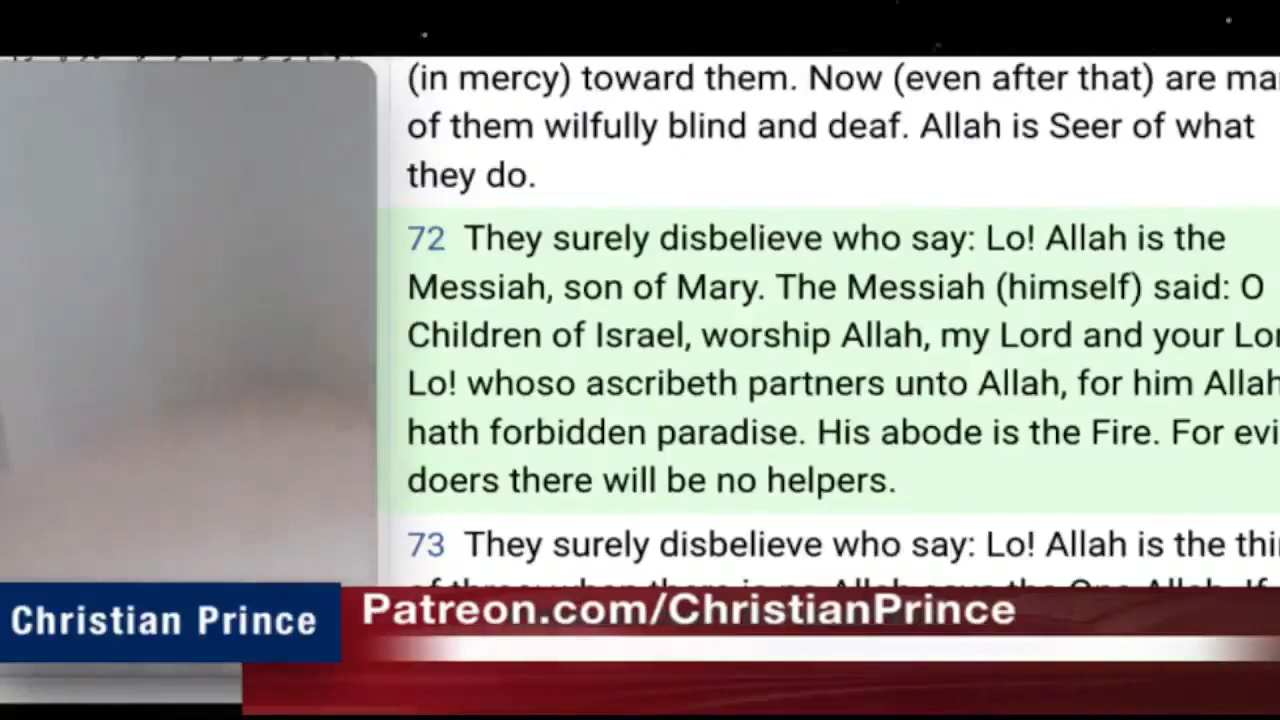 (in mercy) toward them. Now (even after that) are
of them wilfully blind and deaf. Allah is Seer of what
they do.
72 They surely disbelieve who say: Lo! Allah is the
Messiah, son of Mary. The Messiah (himself) said: O
Children of Israel, worship Allah, my Lord and your
Lo! whoso ascribeth partners unto Allah, for him Allah
hath forbidden paradise. His abode is the Fire. For
doers there will be no helpers.
73 They surely disbelieve who say: Lo! Allah is the
Patreon.com/ChristianPrince
Christian Prince